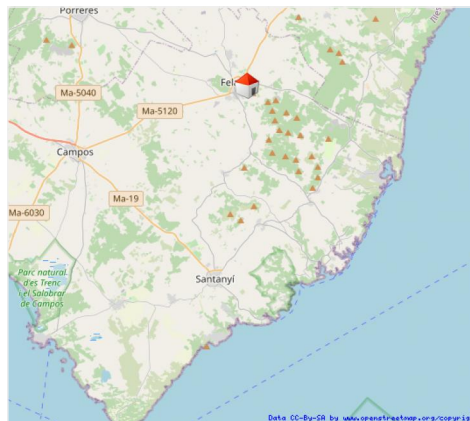 Porreres
Fel
Ma-5040
Ma-5120
Campos
Ma-19
Ma-6030
Parc natural
d'es Trenc
i el Salobrar
de Campos
Santanyí
Illes
Data CC-By-SA by www.openstreetmap.org/copyrig